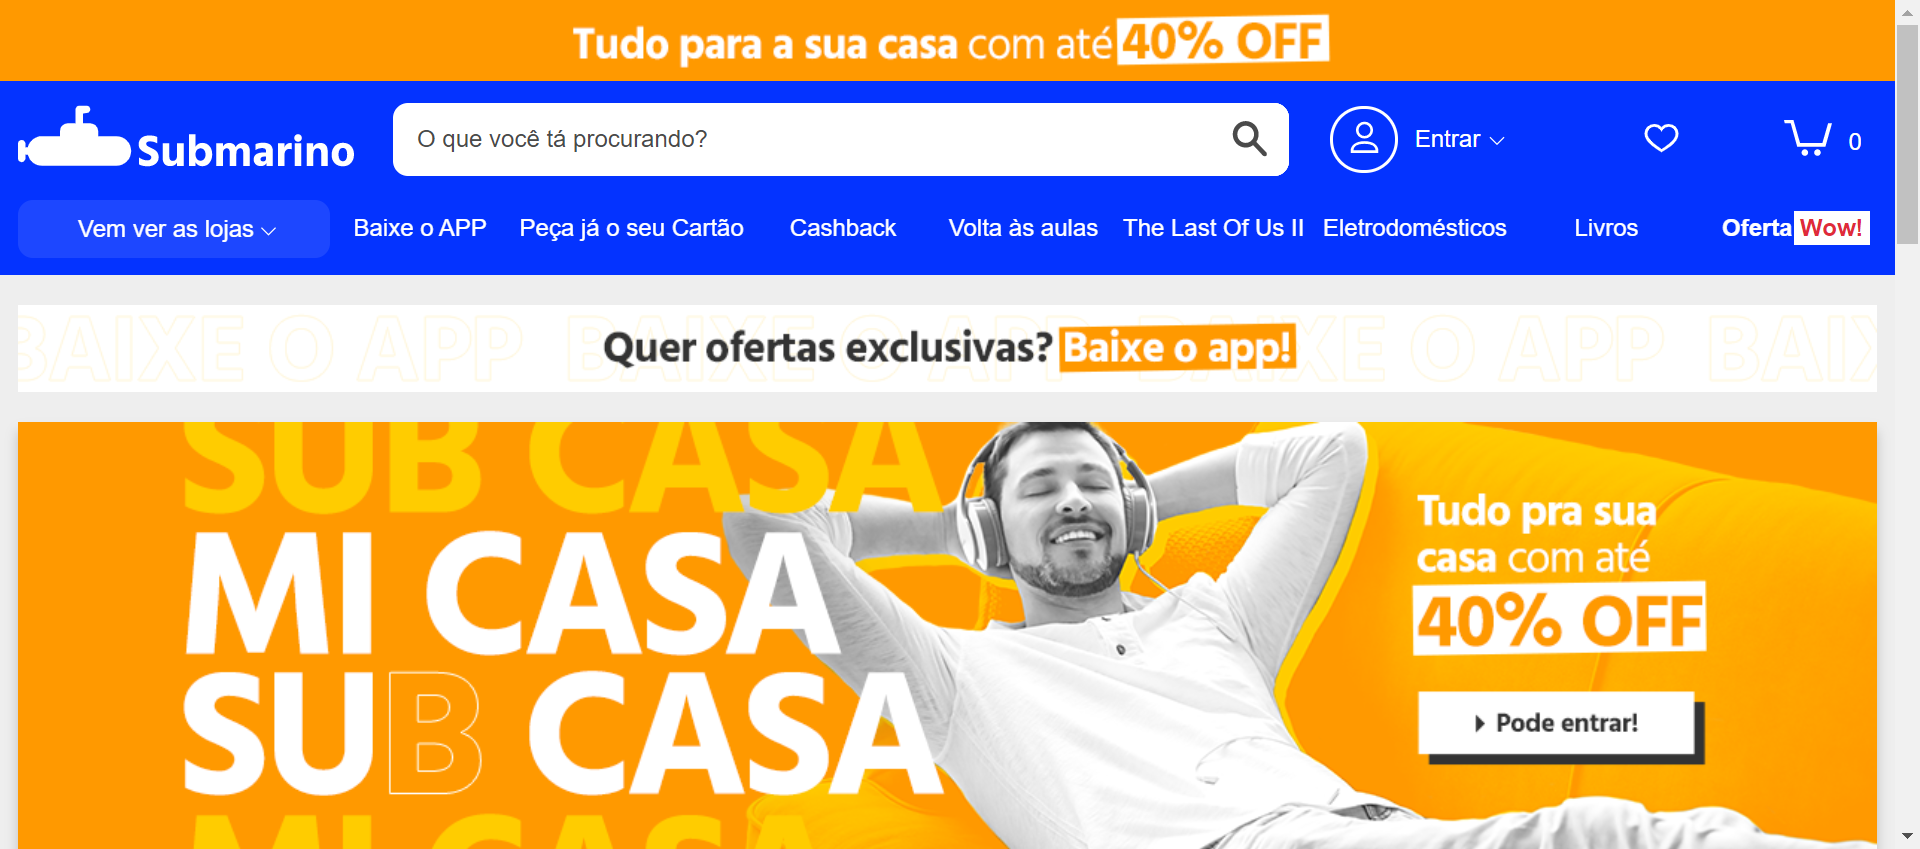 Tudo para a sua casa com até 40% OFF
Submarino
O que você tá procurando?
Entrar
0
Vem ver as lojas
Baixe o APP
Peça já o seu Cartão
Cashback
Volta às aulas
The Last Of Us II
Eletrodomésticos
Livros
Oferta Wow!
BAIXE O APP BAIXE O APP BAIXE O APP BAIX
Quer ofertas exclusivas? Baixe o app!
SUB CASA
MI CASA
SUB CASA
MI CASA
Tudo pra sua
casa com até
40% OFF
Pode entrar!